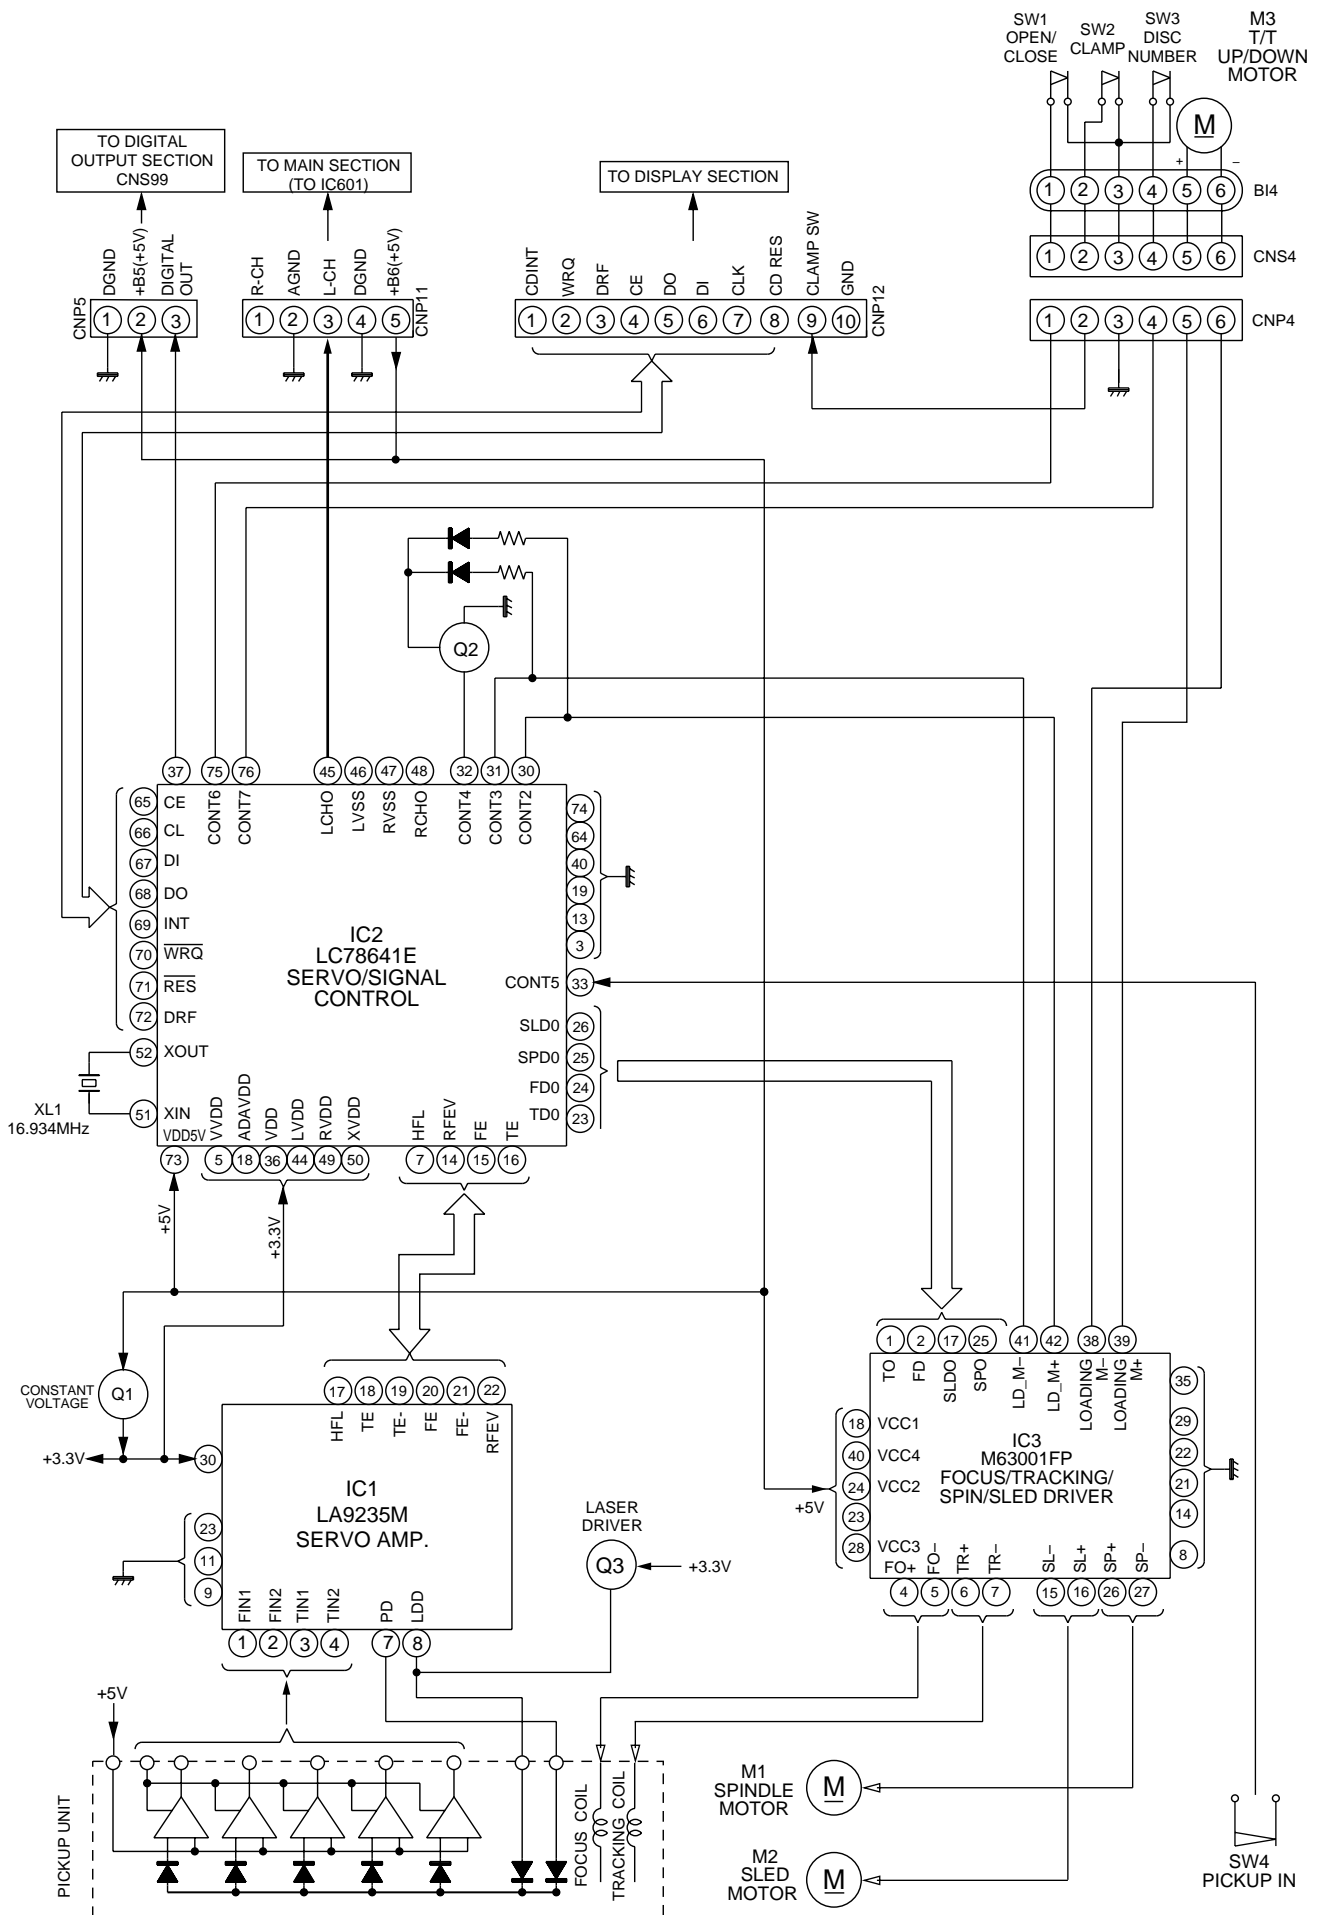 SW1
OPEN/
CLOSE
SW2
CLAMP
SW3
DISC
NUMBER
M3
T/T
UP/DOWN
MOTOR
M
+
–
1 2 3 4 5 6
BI4
1 2 3 4 5 6
CNS4
1 2 3 4 5 6
CNP4
TO DIGITAL
OUTPUT SECTION
CNS99
TO MAIN SECTION
(TO IC601)
TO DISPLAY SECTION
DGND
+B5(+5V)
DIGITAL
OUT
CNP5
1 2 3
R-CH
AGND
L-CH
DGND
+B6(+5V)
1 2 3 4 5
CNP11
CDINT
WRQ
DRF
CE
DO
DI
CLK
CD RES
CLAMP SW
GND
1 2 3 4 5 6 7 8 9 10
CNP12
Q2
37 75 76 45 46 47 48 32 31 30
CONT6
CONT7
LCHO
LVSS
RVSS
RCHO
CONT4
CONT3
CONT2
65 CE
66 CL
67 DI
68 DO
69 INT
70 WRQ
71 RES
72 DRF
52 XOUT
51 XIN
XL1
16.934MHz
IC2
LC78641E
SERVO/SIGNAL
CONTROL
74
64
40
19
13
3
CONT5 33
SLD0 26
SPD0 25
FD0 24
TD0 23
VDD5V
VVDD
ADAVDD
VDD
LVDD
RVDD
XVDD
HFL
RFEV
FE
TE
73 5 18 36 44 49 50 7 14 15 16
+5V
+3.3V
CONSTANT
VOLTAGE
Q1
+3.3V
30
17 18 19 20 21 22
HFL
TE
TE-
FE
FE-
RFEV
IC1
LA9235M
SERVO AMP.
23
11
9
FIN1
FIN2
TIN1
TIN2
PD
LDD
1 2 3 4 7 8
LASER
DRIVER
Q3
+3.3V
1 2 17 25 41 42 38 39
TO
FD
SLDO
SPO
LD_M–
LD_M+
LOADING
M–
LOADING
M+
18 VCC1
40 VCC4
24 VCC2
23
28 VCC3
+5V
IC3
M63001FP
FOCUS/TRACKING/
SPIN/SLED DRIVER
35
29
22
21
14
8
FO+
FO–
TR+
TR–
SL–
SL+
SP+
SP–
4 5 6 7 15 16 26 27
+5V
PICKUP UNIT
FOCUS COIL
TRACKING COIL
M1
SPINDLE
MOTOR
M
M2
SLED
MOTOR
M
SW4
PICKUP IN